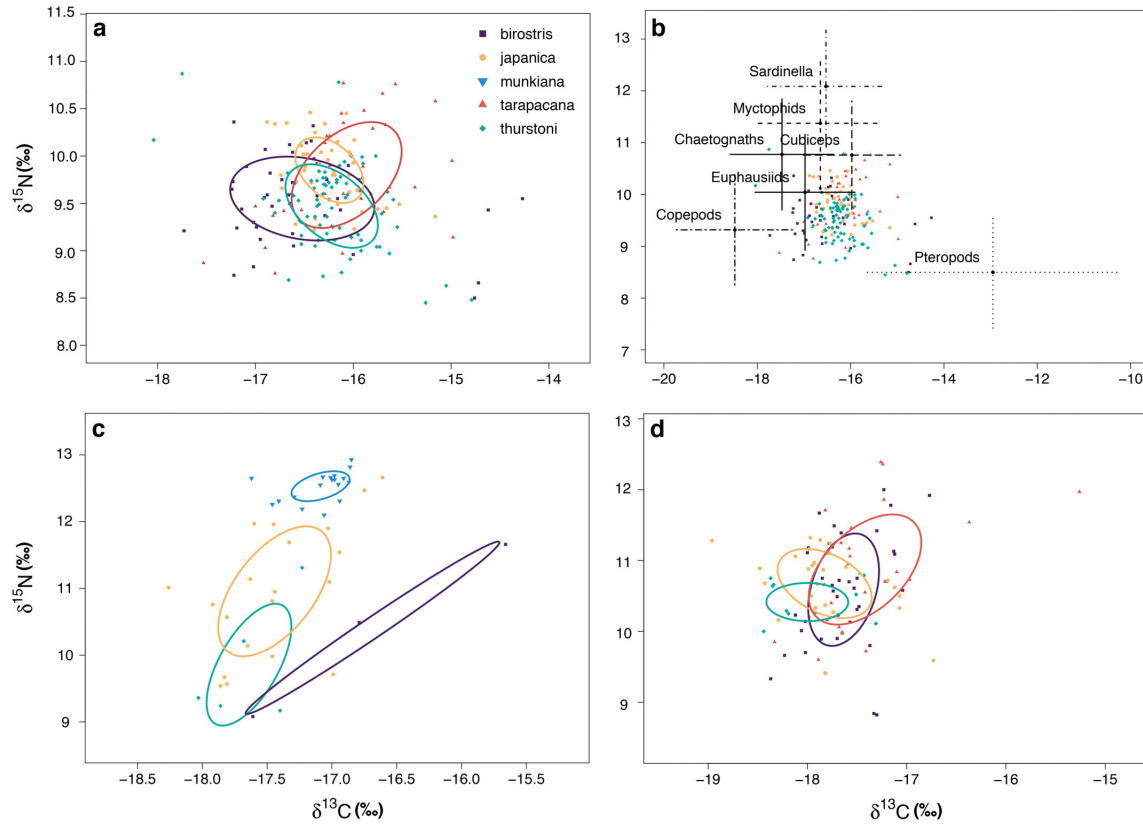 a
11.5
11.0
10.5
10.0
9.5
9.0
8.5
8.0
δ15N (‰)
−18
−17
−16
−15
−14
birostris
japanica
munkiana
tarapacana
thurstoni
b
13
12
11
10
9
8
7
−20
−18
−16
−14
−12
−10
Sardinella
Myctophids
Chaetognaths
Cubiceps
Euphausiids
Copepods
Pteropods
c
13
12
11
10
9
δ15N (‰)
−18.5
−18.0
−17.5
−17.0
−16.5
−16.0
−15.5
δ13C (‰)
d
13
12
11
10
9
−19
−18
−17
−16
−15
δ13C (‰)